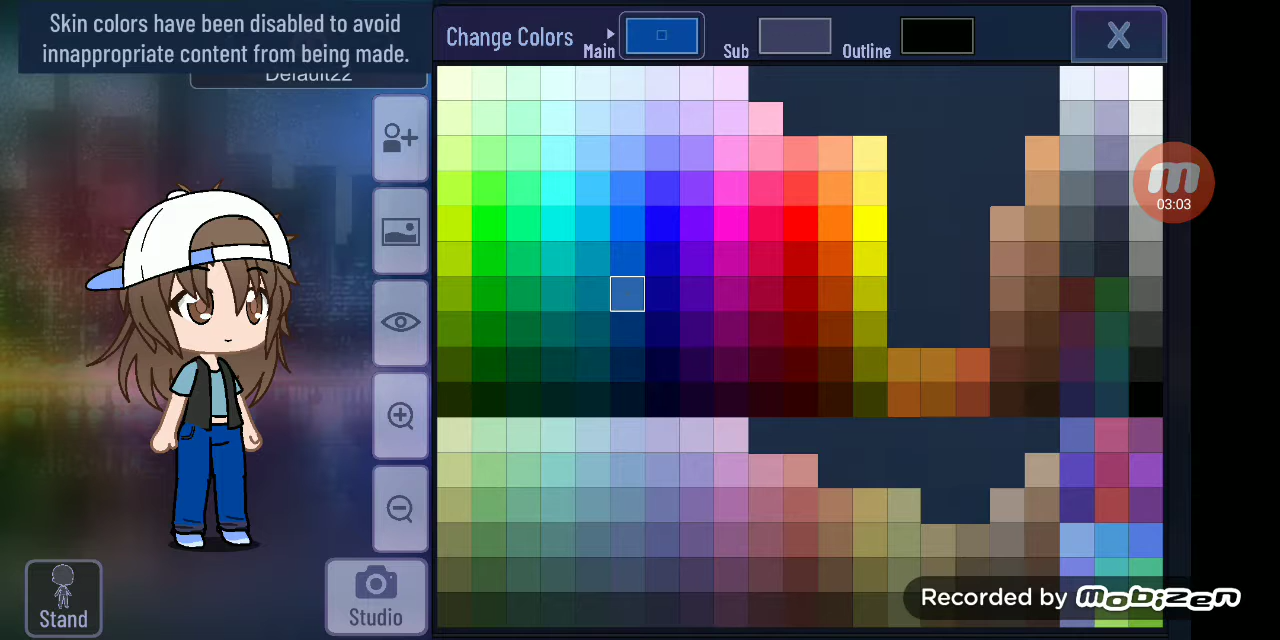 Skin colors have been disabled to avoid
innappropriate content from being made.
Default22
Change Colors
Main
Sub
Outline
X
03:03
Stand
Studio
Recorded by Mobizen